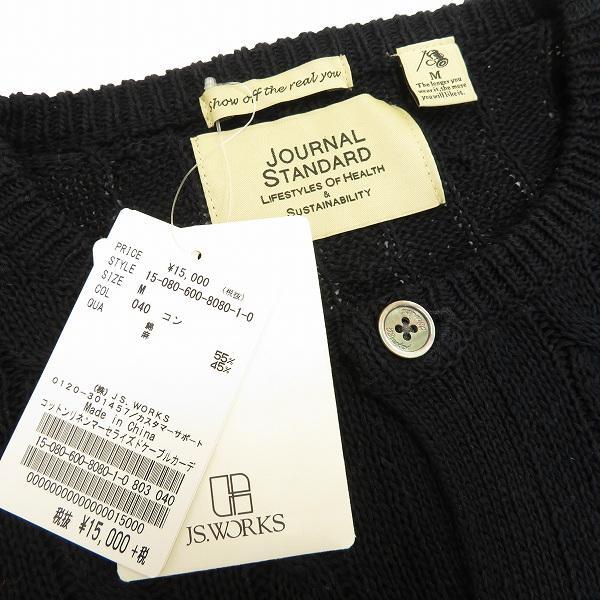 Show off the real you
M
The longer you
wear it, the more
you will like it.
JOURNAL
STANDARD
LIFESTYLES OF HEALTH
&
SUSTAINABILITY
PRICE ¥15,000 (税抜)
STYLE 15-080-600-8080-1-0
SIZE M
COL 040 コン
QUA 綿 55%
麻 45%
(株) JS.WORKS
0120-301457/カスタマーサポート
Made in China
コットンリネンマーセライズドケーブルカーデ
15-080-600-8080-1-0 803 040
0000000000000015000
税抜 ¥15,000 +税
JS.WORKS